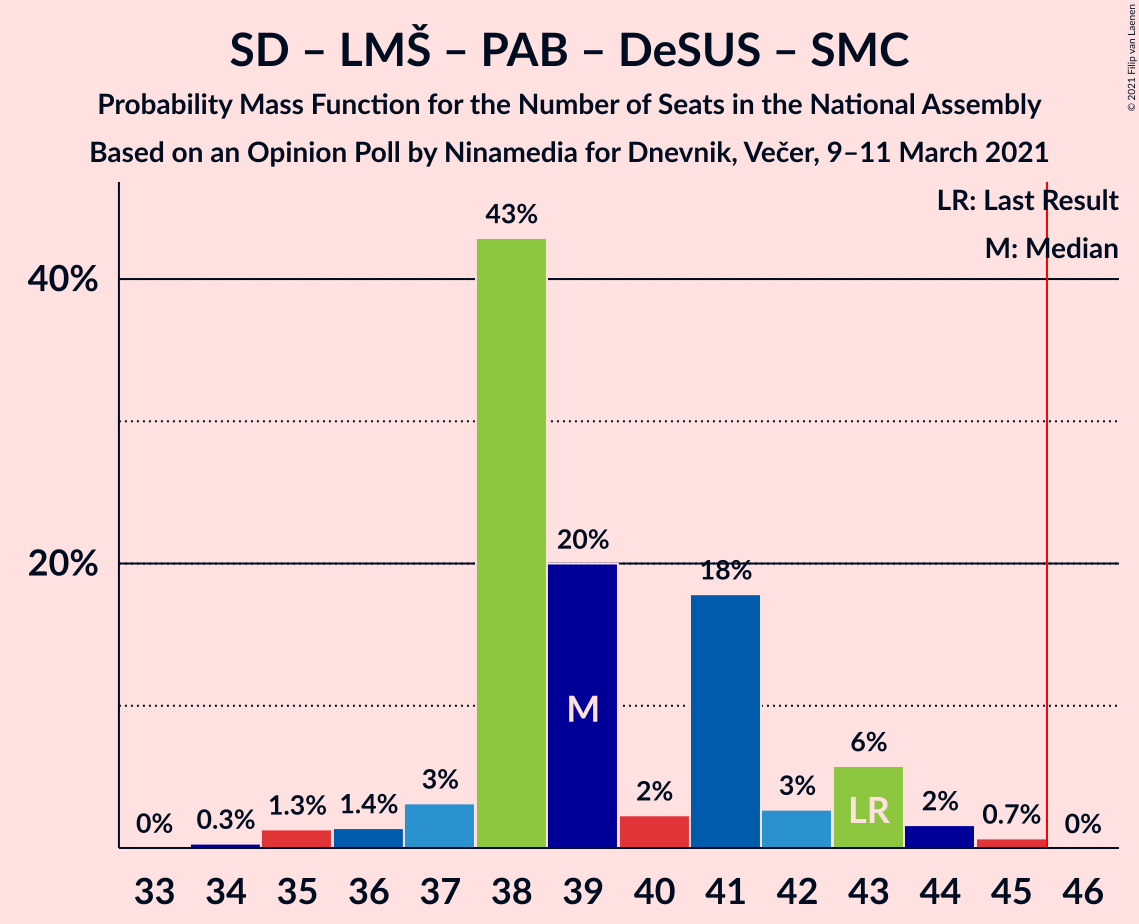 SD – LMŠ – PAB – DeSUS – SMC
Probability Mass Function for the Number of Seats in the National Assembly
Based on an Opinion Poll by Ninamedia for Dnevnik, Večer, 9–11 March 2021
© 2021 Filip van Laenen
LR: Last Result
M: Median
40%
20%
0%
0.3%
1.3%
1.4%
3%
43%
20%
2%
18%
3%
6%
2%
0.7%
0%
M
LR
33 34 35 36 37 38 39 40 41 42 43 44 45 46